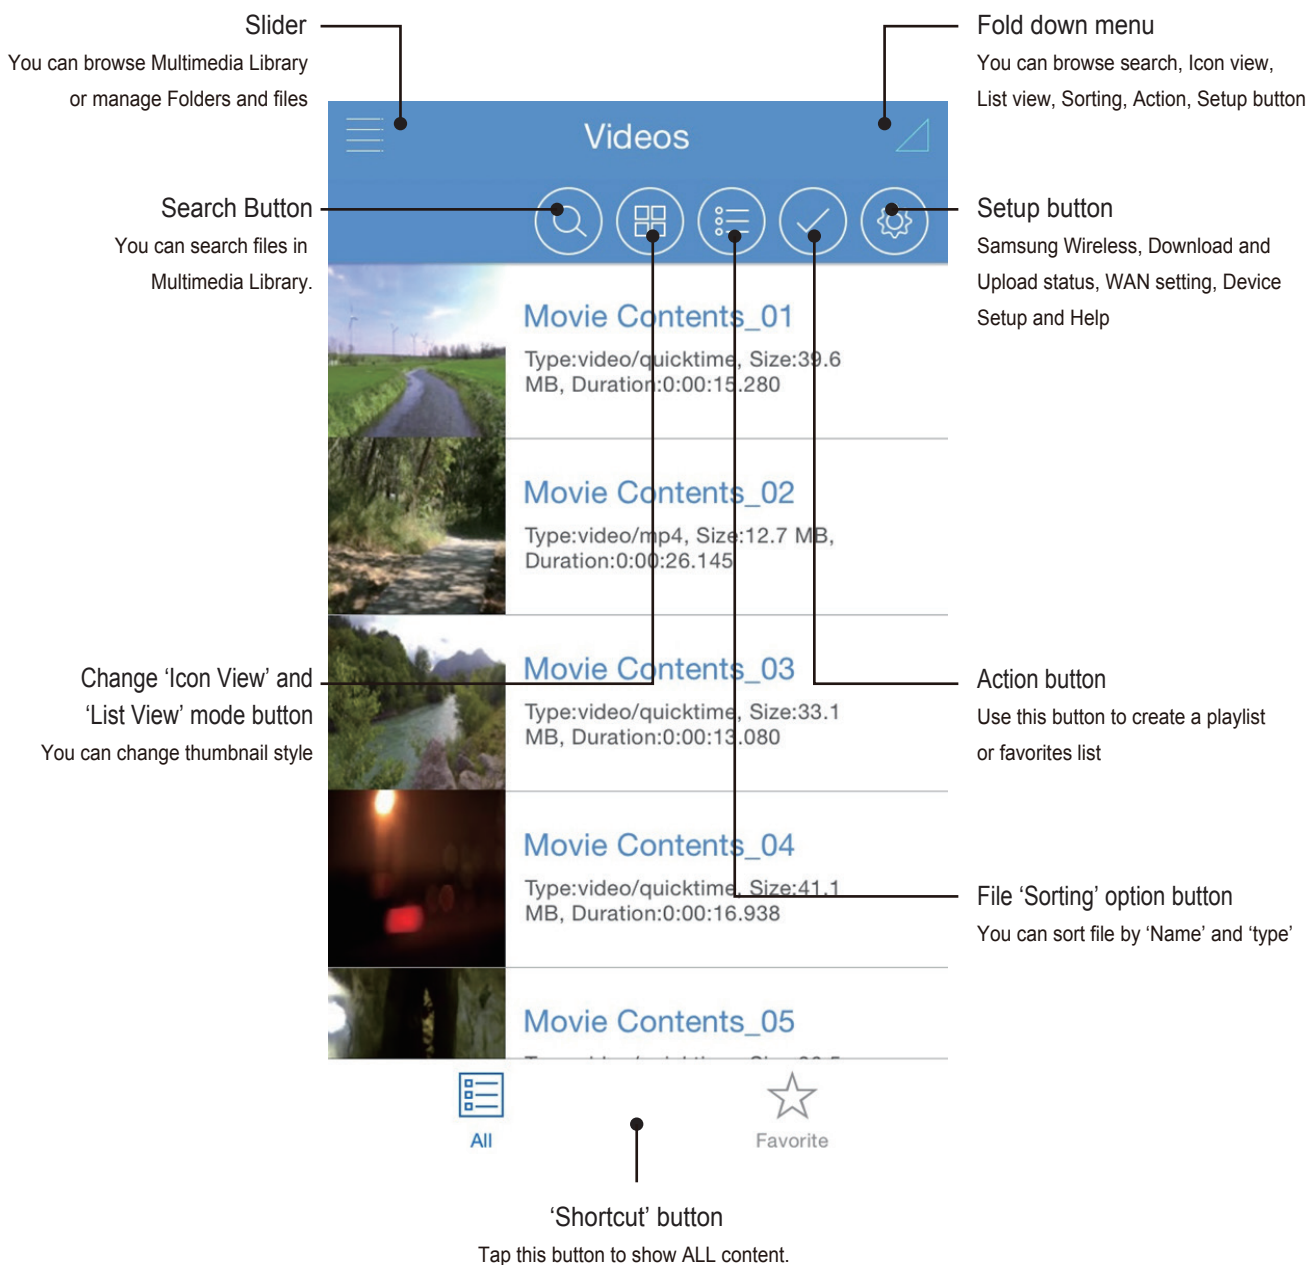 Slider
You can browse Multimedia Library
or manage Folders and files
Fold down menu
You can browse search, Icon view,
List view, Sorting, Action, Setup button
Videos
Search Button
You can search files in
Multimedia Library.
Setup button
Samsung Wireless, Download and
Upload status, WAN setting, Device
Setup and Help
Movie Contents_01
Type:video/quicktime, Size:39.6
MB, Duration:0:00:15.280
Movie Contents_02
Type:video/mp4, Size:12.7 MB,
Duration:0:00:26.145
Change ‘Icon View’ and
‘List View’ mode button
You can change thumbnail style
Movie Contents_03
Type:video/quicktime, Size:33.1
MB, Duration:0:00:13.080
Action button
Use this button to create a playlist
or favorites list
Movie Contents_04
Type:video/quicktime, Size:41.1
MB, Duration:0:00:16.938
File ‘Sorting’ option button
You can sort file by ‘Name’ and ‘type’
Movie Contents_05
All
Favorite
‘Shortcut’ button
Tap this button to show ALL content.